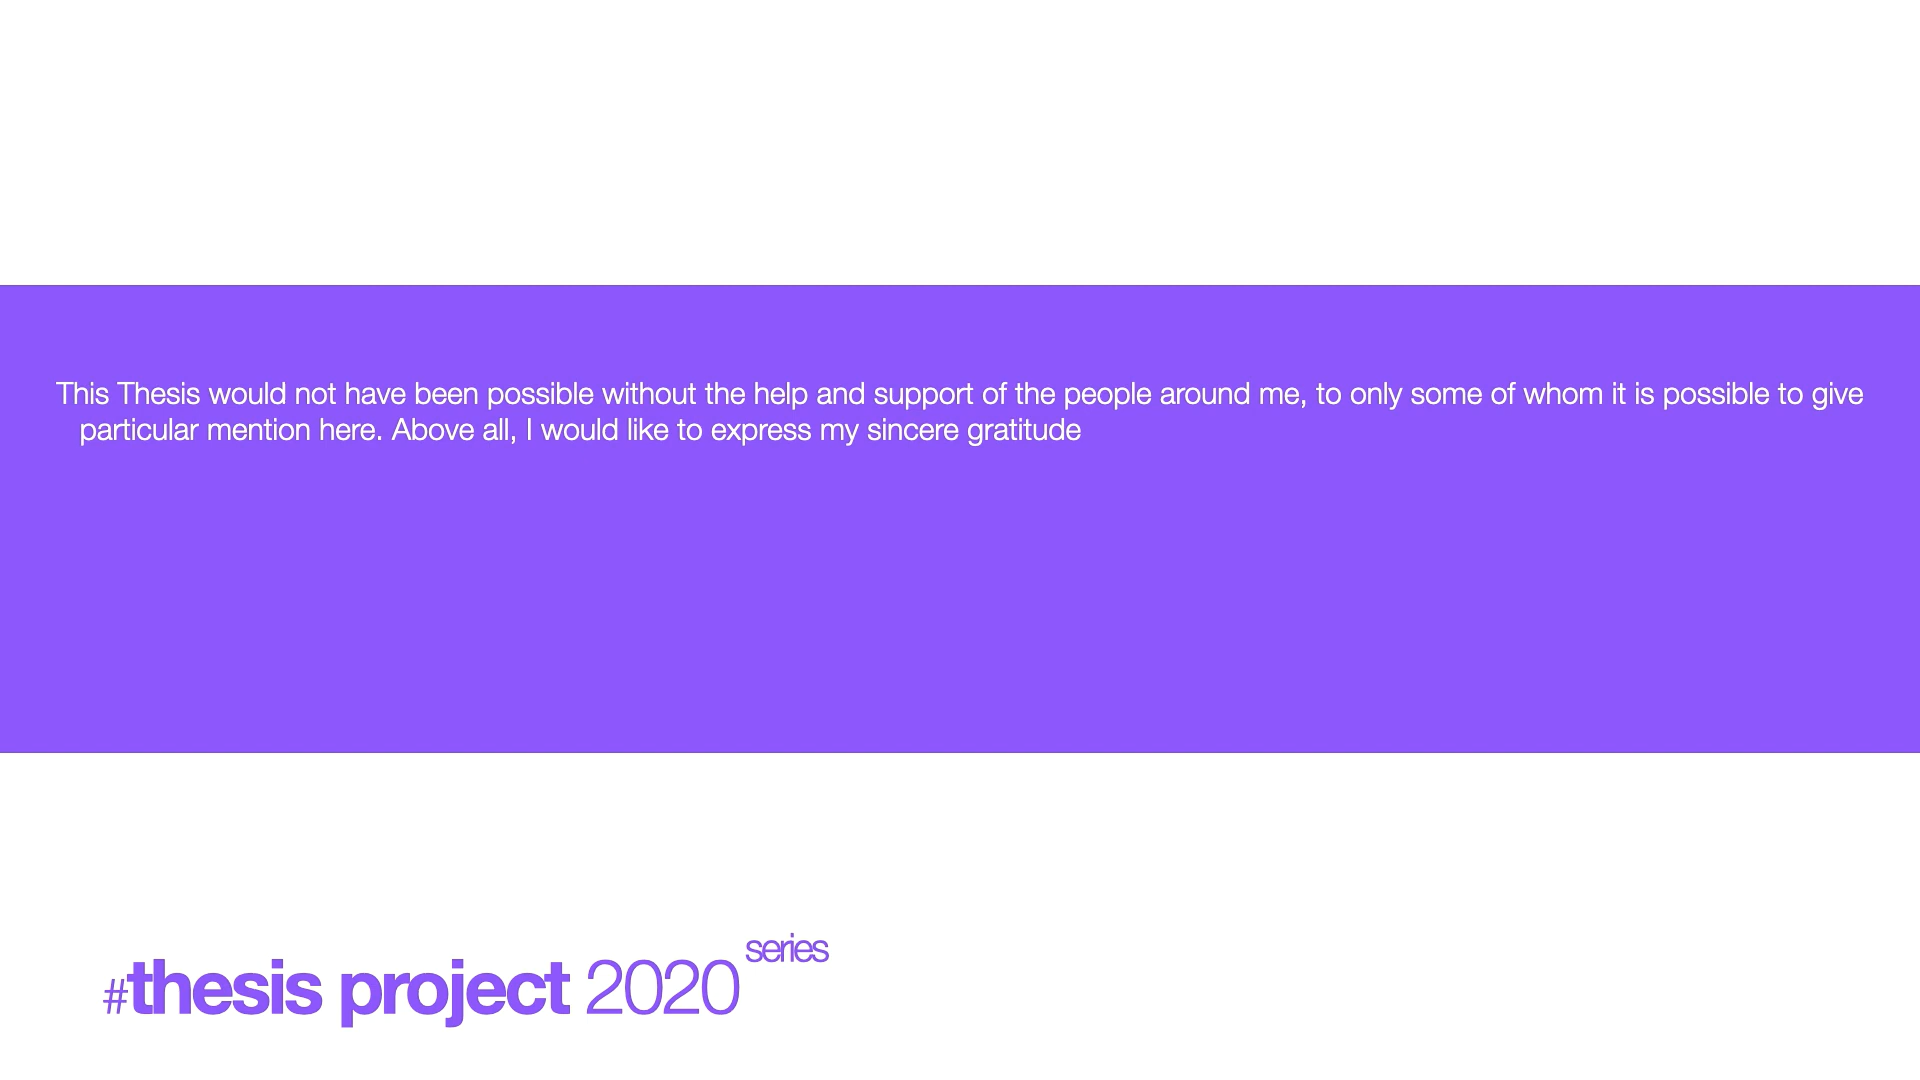 This Thesis would not have been possible without the help and support of the people around me, to only some of whom it is possible to give
particular mention here. Above all, I would like to express my sincere gratitude
#thesis project 2020 series